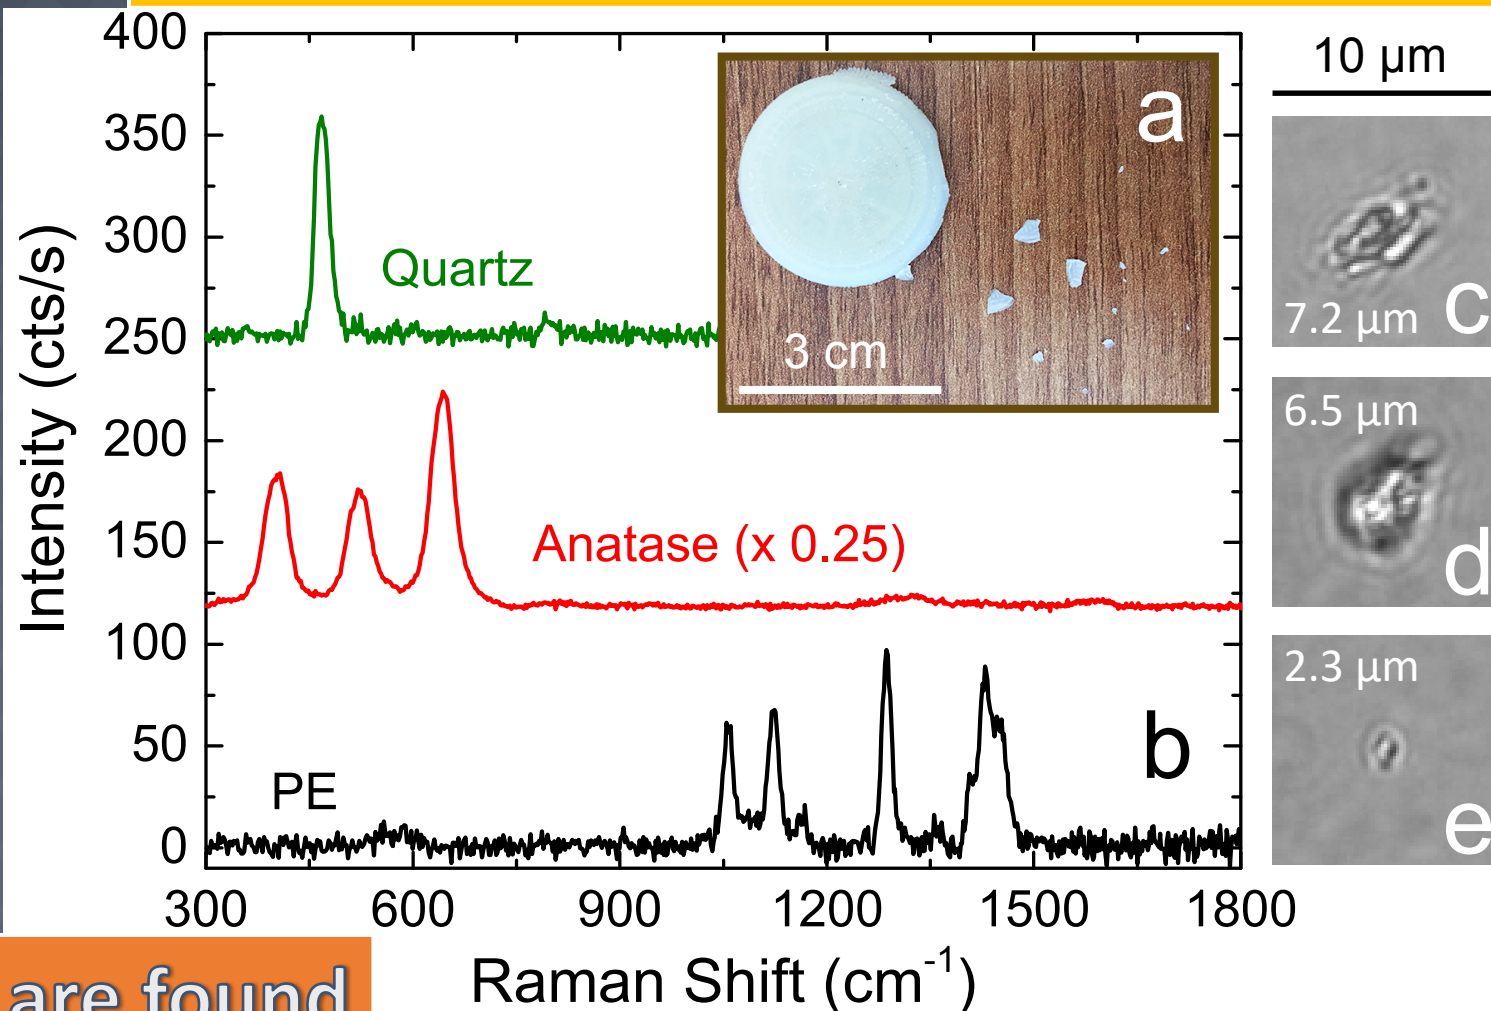 400
350
300
250
200
150
100
50
0
Intensity (cts/s)
Quartz
Anatase (x 0.25)
PE
a
3 cm
b
300 600 900 1200 1500 1800
Raman Shift (cm⁻¹)
10 μm
7.2 μm c
6.5 μm
d
2.3 μm
e
are found